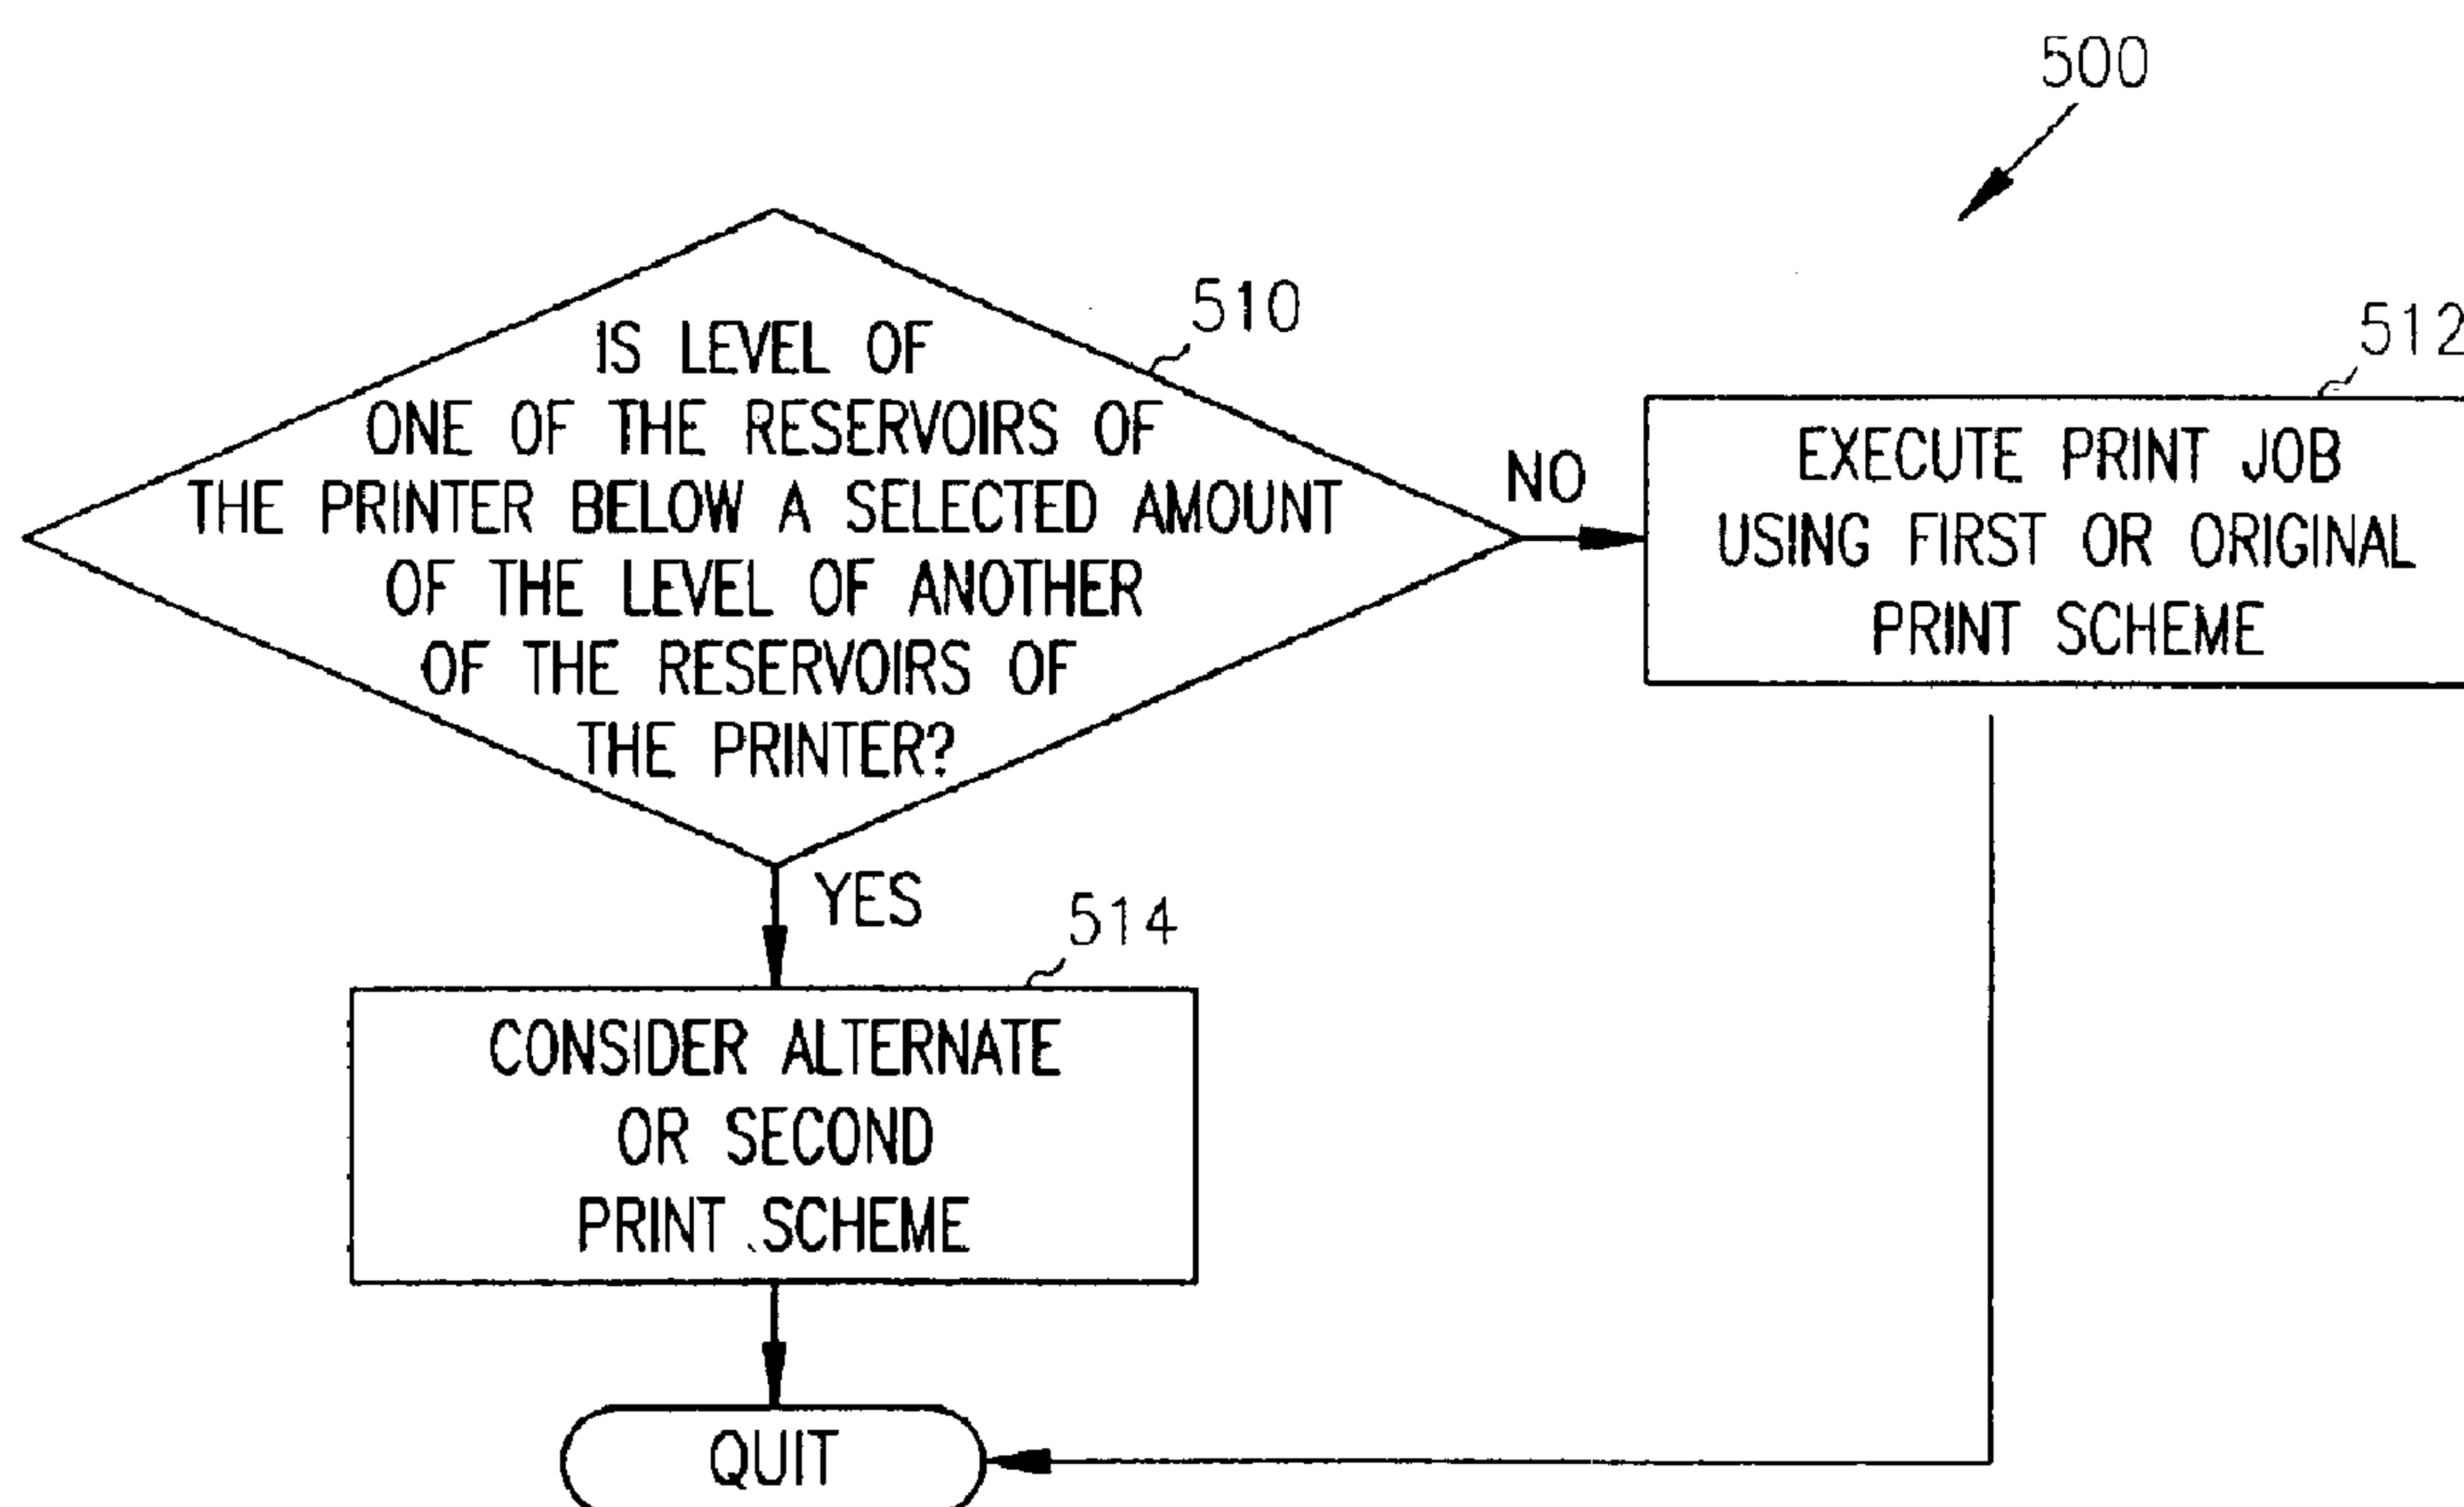 500
510
IS LEVEL OF
ONE OF THE RESERVOIRS OF
THE PRINTER BELOW A SELECTED AMOUNT
OF THE LEVEL OF ANOTHER
OF THE RESERVOIRS OF
THE PRINTER?
NO
512
EXECUTE PRINT JOB
USING FIRST OR ORIGINAL
PRINT SCHEME
YES
514
CONSIDER ALTERNATE
OR SECOND
PRINT SCHEME
QUIT